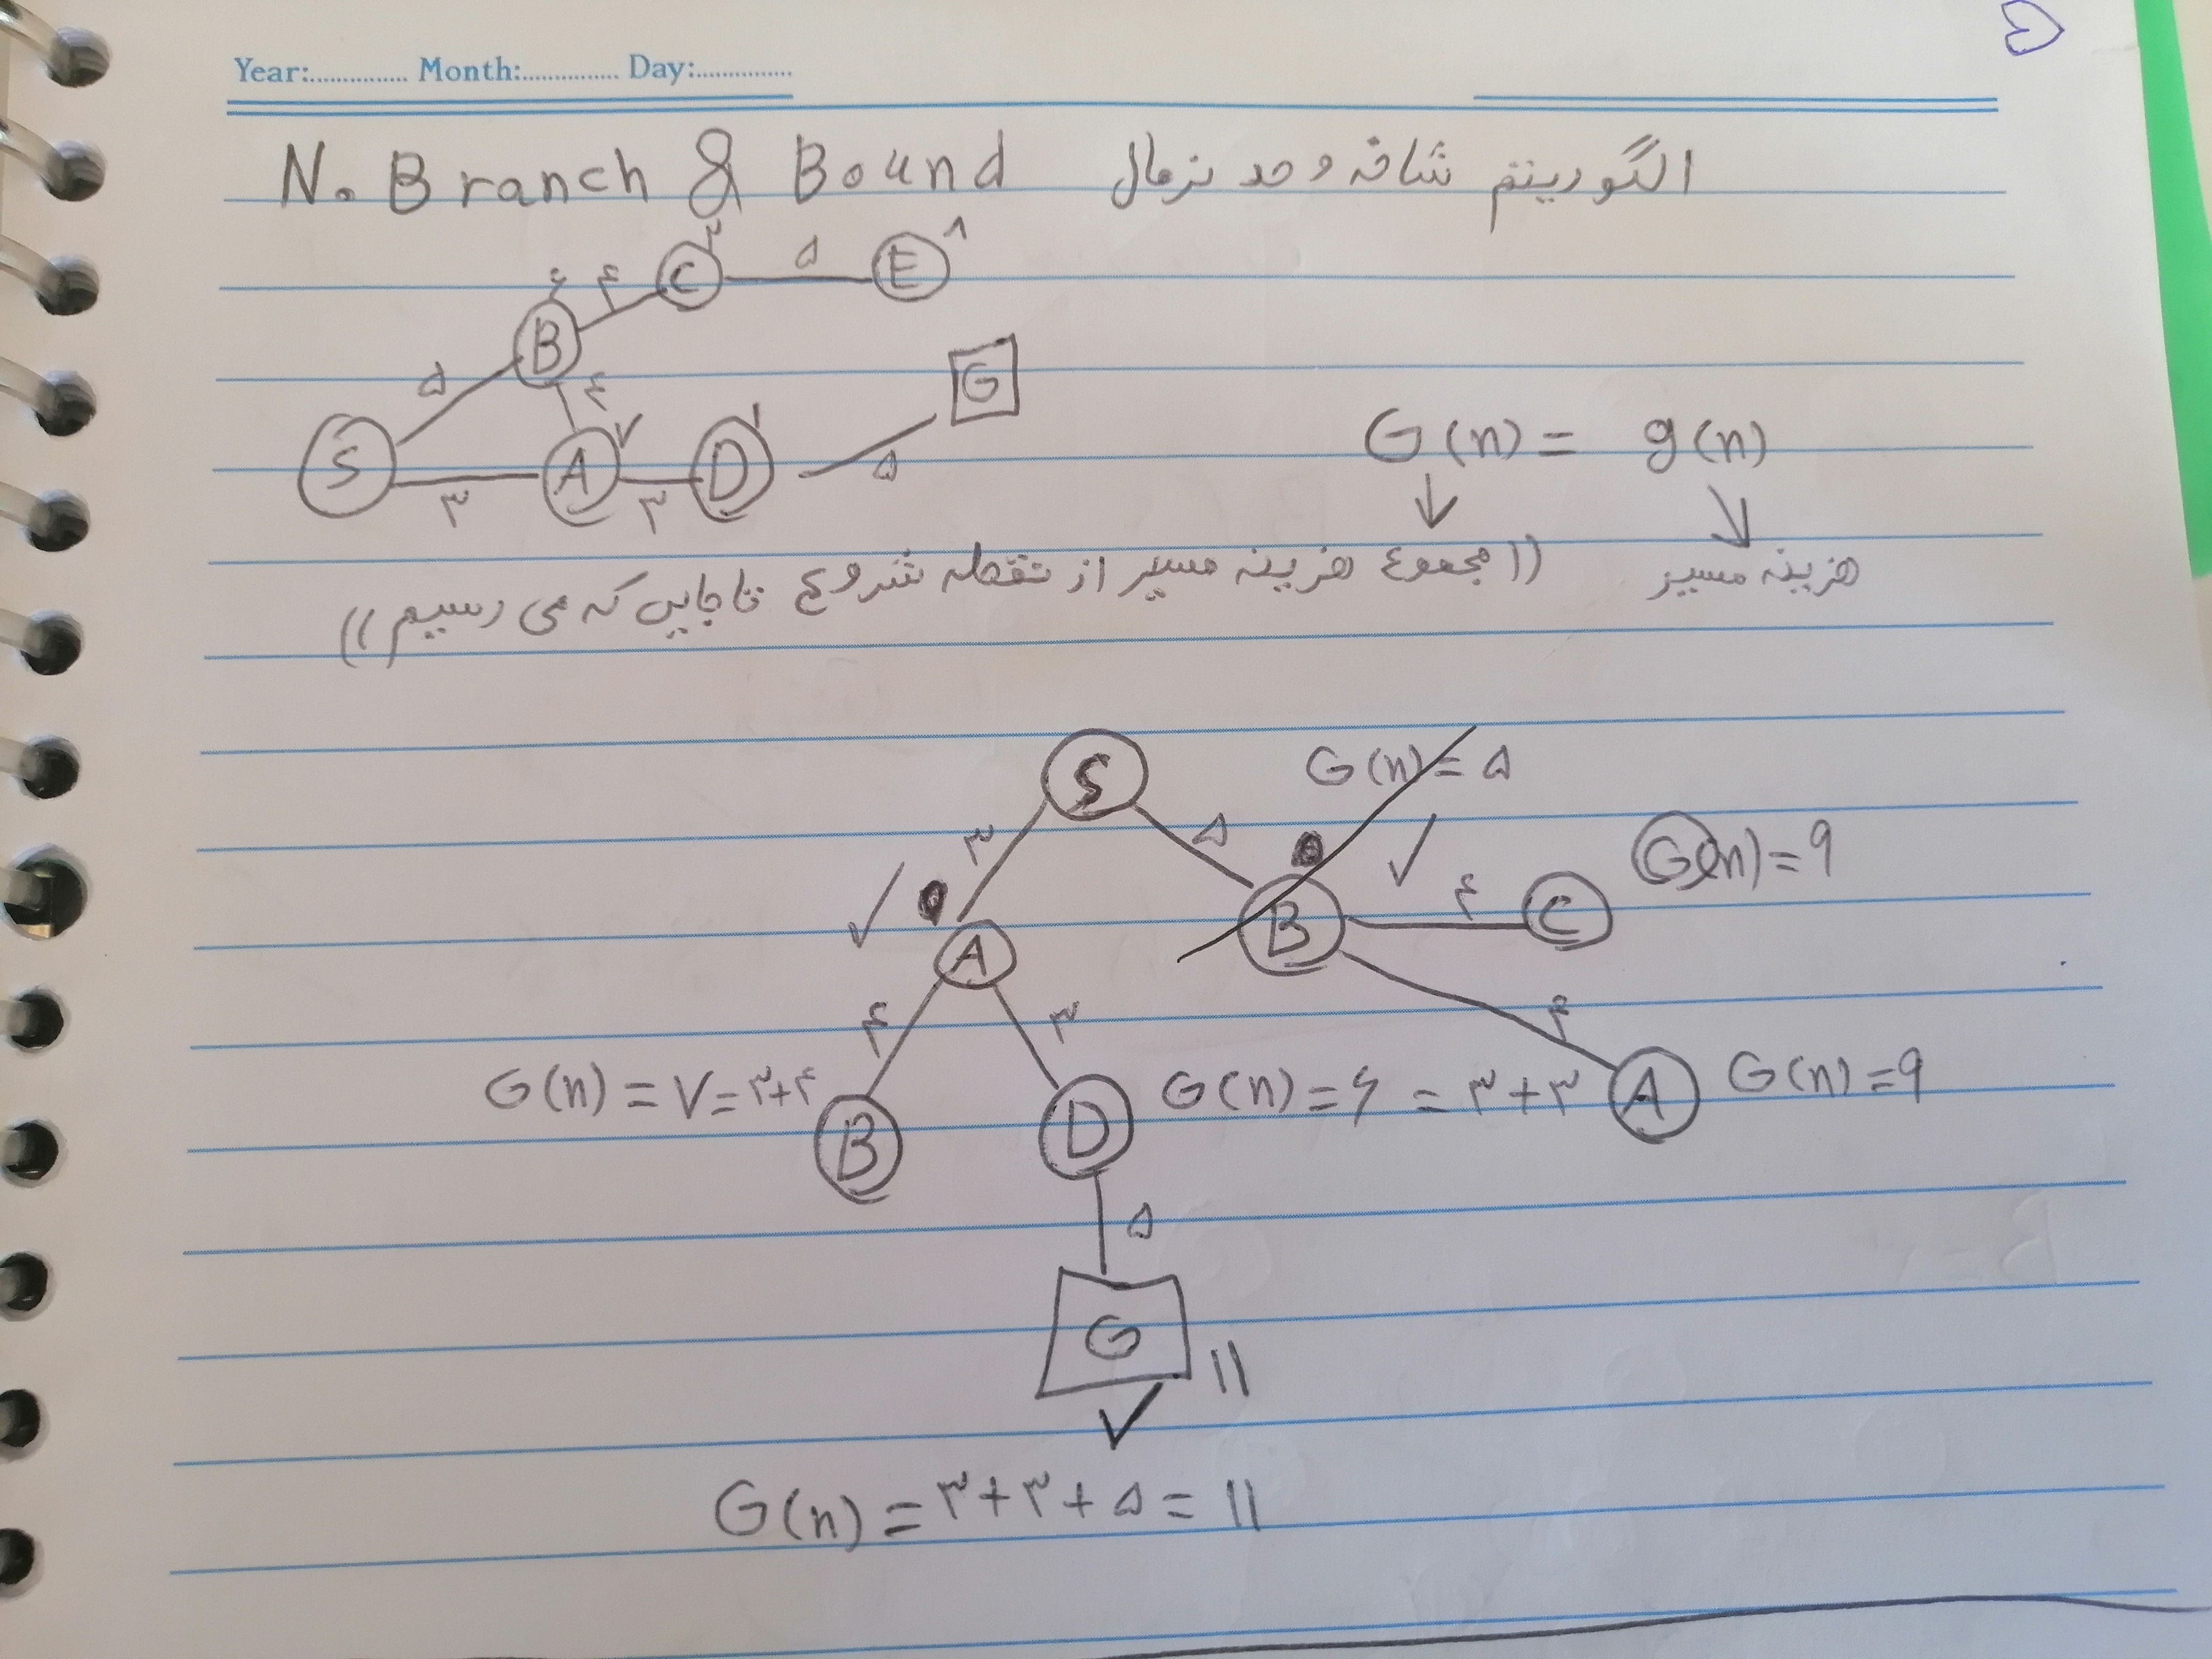 Year:............... Month:............... Day:...............
N. Branch & Bound الگوریتم شاخه و حد نرمال
۳ ۵ E ۸
۶ ۴ C
B
۵ ۴ G
S ۳ A ۷ ۳ D ۱ ۵
G(n) = g(n)
هزینه مسیر
((مجموع هزینه مسیر از نقطه شروع تا جایی که می رسیم))
S G(n) = ۵
۳ ۵
B ۴ C G(n) = ۹
A
۴ ۳ ۴
G(n) = ۷ = ۳+۴ B D G(n) = ۶ = ۳+۳ A G(n) = ۹
۵
G ۱۱
G(n) = ۳+۳+۵ = ۱۱